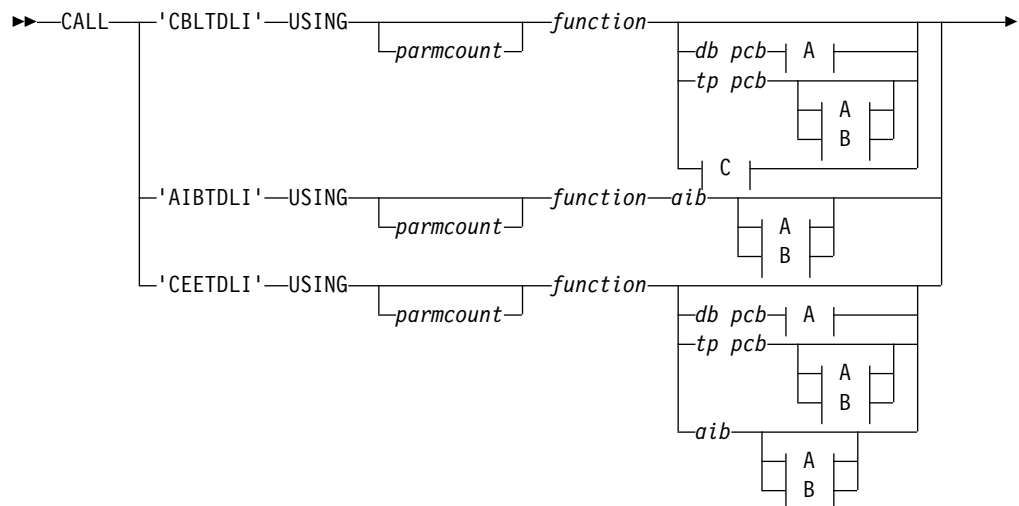 CALL 'CBLTDLI' USING function
parmcount
db pcb A
tp pcb
A
B
C
'AIBTDLI' USING function aib
parmcount
A
B
'CEETDLI' USING function
parmcount
db pcb A
tp pcb
A
B
aib
A
B